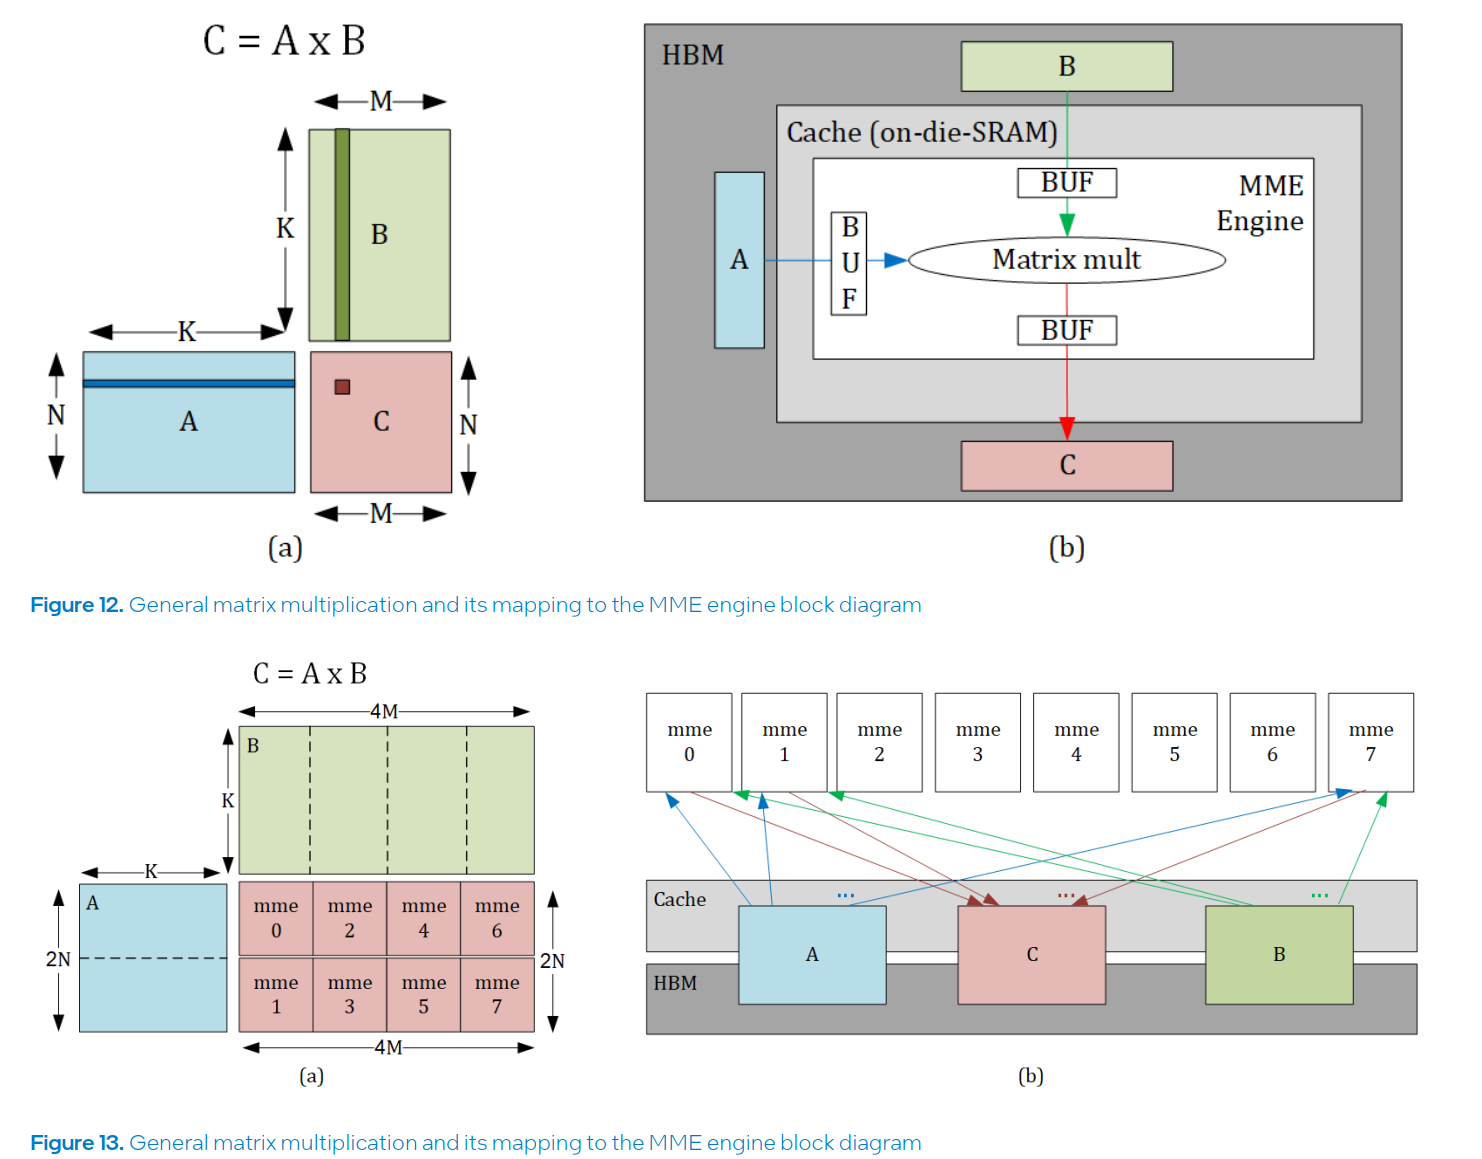 C = A x B
M
K
B
K
N
A
C
N
M
(a)
HBM
B
Cache (on-die-SRAM)
BUF
MME
Engine
A
B
U
F
Matrix mult
BUF
C
(b)
Figure 12. General matrix multiplication and its mapping to the MME engine block diagram
C = A x B
4M
B
K
K
A
2N
mme
0
mme
2
mme
4
mme
6
mme
1
mme
3
mme
5
mme
7
2N
4M
(a)
mme
0
mme
1
mme
2
mme
3
mme
4
mme
5
mme
6
mme
7
Cache
...
...
...
A
C
B
HBM
(b)
Figure 13. General matrix multiplication and its mapping to the MME engine block diagram